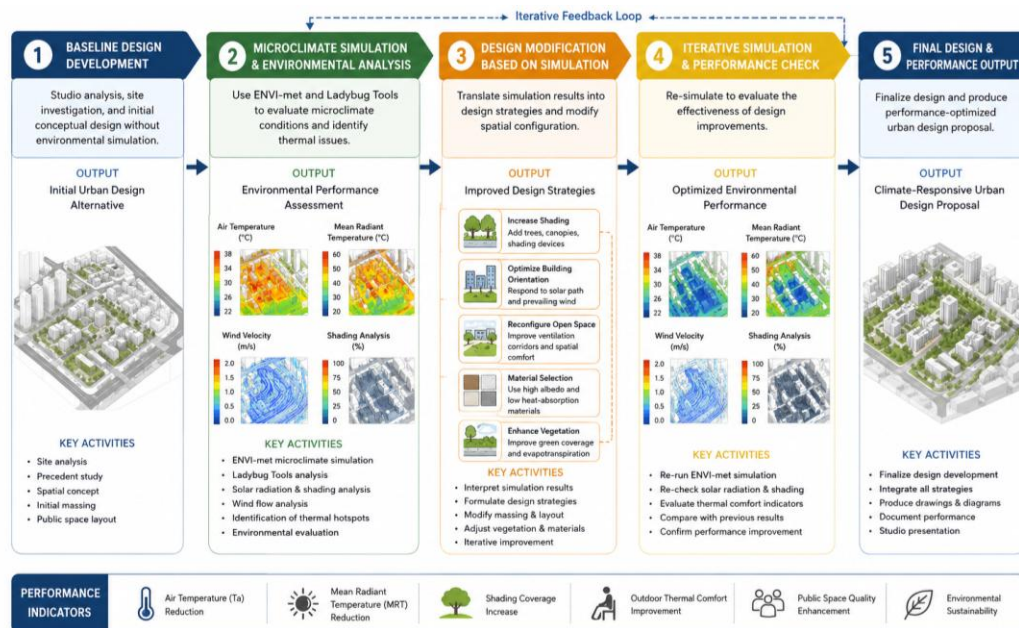 Iterative Feedback Loop
1
BASELINE DESIGN
DEVELOPMENT
Studio analysis, site
investigation, and initial
conceptual design without
environmental simulation.
OUTPUT
Initial Urban Design
Alternative
KEY ACTIVITIES
• Site analysis
• Precedent study
• Spatial concept
• Initial massing
• Public space layout
2
MICROCLIMATE SIMULATION
& ENVIRONMENTAL ANALYSIS
Use ENVI-met and Ladybug Tools
to evaluate microclimate
conditions and identify
thermal issues.
OUTPUT
Environmental Performance
Assessment
Air Temperature
(°C)
38
34
30
26
22
Mean Radiant
Temperature (°C)
60
50
40
30
20
Wind Velocity
(m/s)
2.0
1.5
1.0
0.5
0.0
Shading Analysis
(%)
100
75
50
25
0
KEY ACTIVITIES
• ENVI-met microclimate simulation
• Ladybug Tools analysis
• Solar radiation & shading analysis
• Wind flow analysis
• Identification of thermal hotspots
• Environmental evaluation
3
DESIGN MODIFICATION
BASED ON SIMULATION
Translate simulation results into
design strategies and modify
spatial configuration.
OUTPUT
Improved Design Strategies
Increase Shading
Add trees, canopies,
shading devices
Optimize Building
Orientation
Respond to solar path
and prevailing wind
Reconfigure Open Space
Improve ventilation
corridors and spatial
comfort
Material Selection
Use high albedo and
low heat-absorption
materials
Enhance Vegetation
Improve green coverage
and evapotranspiration
KEY ACTIVITIES
• Interpret simulation results
• Formulate design strategies
• Modify massing & layout
• Adjust vegetation & materials
• Iterative improvement
4
ITERATIVE SIMULATION
& PERFORMANCE CHECK
Re-simulate to evaluate the
effectiveness of design
improvements.
OUTPUT
Optimized Environmental
Performance
Air Temperature
(°C)
38
34
30
26
22
Mean Radiant
Temperature (°C)
60
50
40
30
20
Wind Velocity
(m/s)
2.0
1.5
1.0
0.5
0.0
Shading Analysis
(%)
100
75
50
25
0
KEY ACTIVITIES
• Re-run ENVI-met simulation
• Re-check solar radiation & shading
• Evaluate thermal comfort indicators
• Compare with previous results
• Confirm performance improvement
5
FINAL DESIGN &
PERFORMANCE OUTPUT
Finalize design and produce
performance-optimized
urban design proposal.
OUTPUT
Climate-Responsive Urban
Design Proposal
KEY ACTIVITIES
• Finalize design development
• Integrate all strategies
• Produce drawings & diagrams
• Document performance
• Studio presentation
PERFORMANCE
INDICATORS
Air Temperature (Ta)
Reduction
Mean Radiant
Temperature (MRT)
Reduction
Shading Coverage
Increase
Outdoor Thermal Comfort
Improvement
Public Space Quality
Enhancement
Environmental
Sustainability